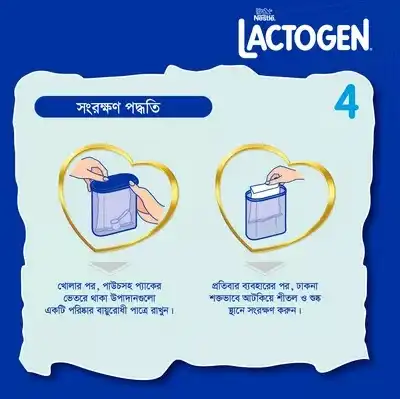 Nestlé
LACTOGEN
সংরক্ষণ পদ্ধতি
4
খোলার পর, পাউচসহ প্যাকের
ভেতরে থাকা উপাদানগুলো
একটি পরিষ্কার বায়ুরোধী পাত্রে রাখুন।
প্রতিবার ব্যবহারের পর, ঢাকনা
শক্তভাবে আটকিয়ে শীতল ও শুষ্ক
স্থানে সংরক্ষণ করুন।